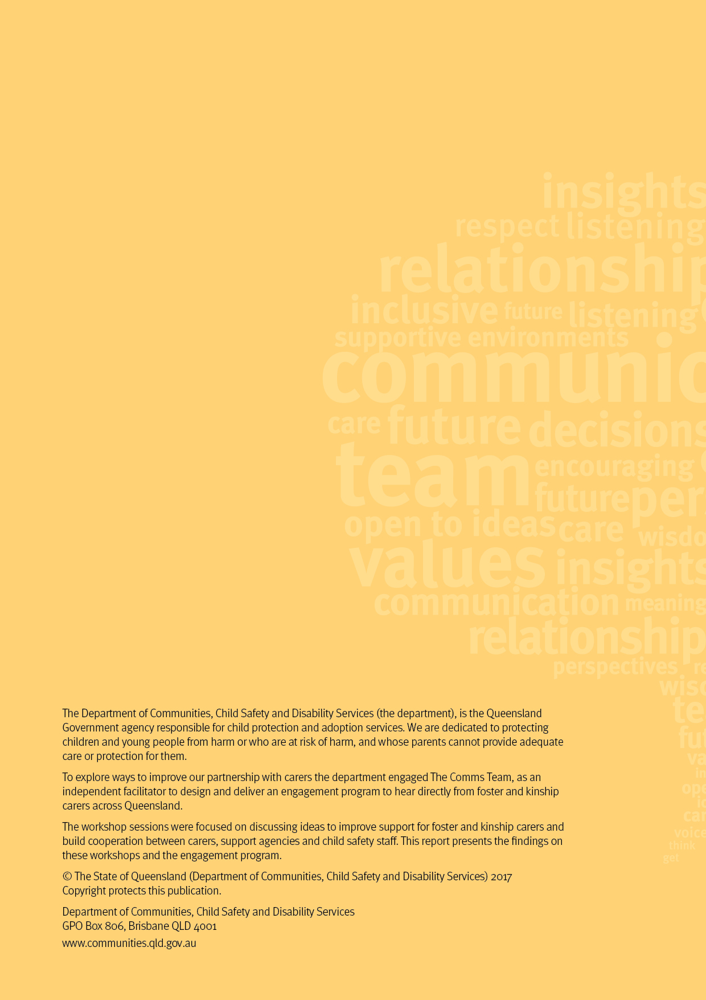 insights
respect listening
relationship
inclusive future listening
supportive environments
communic
care future decisions
team encouraging
future per
open to ideas care wisdo
values insights
communication meaning
relationship
perspectives re
wisd
te
fut
va
in
ope
id
car
voice
think
get
The Department of Communities, Child Safety and Disability Services (the department), is the Queensland
Government agency responsible for child protection and adoption services. We are dedicated to protecting
children and young people from harm or who are at risk of harm, and whose parents cannot provide adequate
care or protection for them.
To explore ways to improve our partnership with carers the department engaged The Comms Team, as an
independent facilitator to design and deliver an engagement program to hear directly from foster and kinship
carers across Queensland.
The workshop sessions were focused on discussing ideas to improve support for foster and kinship carers and
build cooperation between carers, support agencies and child safety staff. This report presents the findings on
these workshops and the engagement program.
© The State of Queensland (Department of Communities, Child Safety and Disability Services) 2017
Copyright protects this publication.
Department of Communities, Child Safety and Disability Services
GPO Box 806, Brisbane QLD 4001
www.communities.qld.gov.au